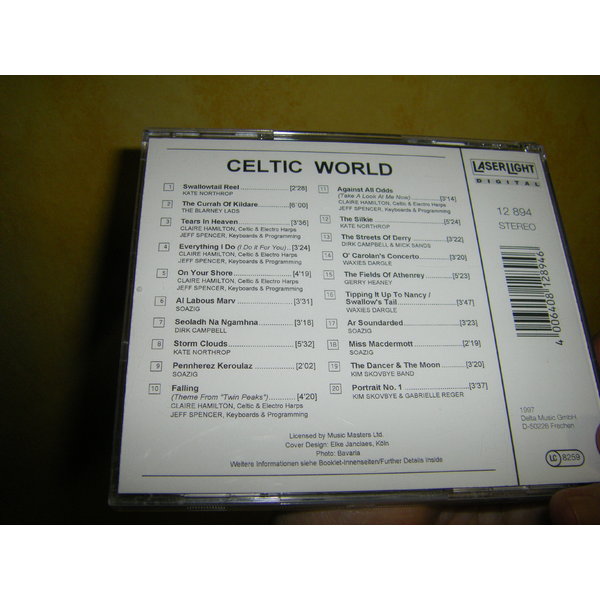 CELTIC WORLD
1 Swallowtail Reel [2'28]
KATE NORTHROP
2 The Currah Of Kildare [6'00]
THE BLARNEY LADS
3 Tears In Heaven [3'36]
CLAIRE HAMILTON, Celtic & Electro Harps
JEFF SPENCER, Keyboards & Programming
4 Everything I Do (I Do It For You) [3'24]
CLAIRE HAMILTON, Celtic & Electro Harps
JEFF SPENCER, Keyboards & Programming
5 On Your Shore [4'19]
CLAIRE HAMILTON, Celtic & Electro Harps
JEFF SPENCER, Keyboards & Programming
6 Al Labous Marv [3'31]
SOAZIG
7 Seoladh Na Ngamhna [3'18]
DIRK CAMPBELL
8 Storm Clouds [5'32]
KATE NORTHROP
9 Pennherez Keroulaz [2'02]
SOAZIG
10 Falling
(Theme From "Twin Peaks") [4'20]
CLAIRE HAMILTON, Celtic & Electro Harps
JEFF SPENCER, Keyboards & Programming
11 Against All Odds
(Take A Look At Me Now) [3'14]
CLAIRE HAMILTON, Celtic & Electro Harps
JEFF SPENCER, Keyboards & Programming
12 The Silkie [5'24]
KATE NORTHROP
13 The Streets Of Derry [3'22]
DIRK CAMPBELL & MICK SANDS
14 O' Carolan's Concerto [3'20]
WAXIES DARGLE
15 The Fields Of Athenrey [5'23]
GERRY HEANEY
16 Tipping It Up To Nancy /
Swallow's Tail [3'47]
WAXIES DARGLE
17 Ar Soundarded [3'23]
SOAZIG
18 Miss Macdermott [2'19]
SOAZIG
19 The Dancer & The Moon [3'20]
KIM SKOVBYE BAND
20 Portrait No. 1 [3'37]
KIM SKOVBYE & GABRIELLE REGER
Licensed by Music Masters Ltd
Cover Design: Elke Janclaes, Köln
Photo: Bavaria
Weitere Informationen siehe Booklet-Innenseiten/Further Details Inside
LASERLIGHT
DIGITAL
12 894
STEREO
4 006408 128946
1997
Delta Music GmbH
D-50226 Frechen
LC 8259